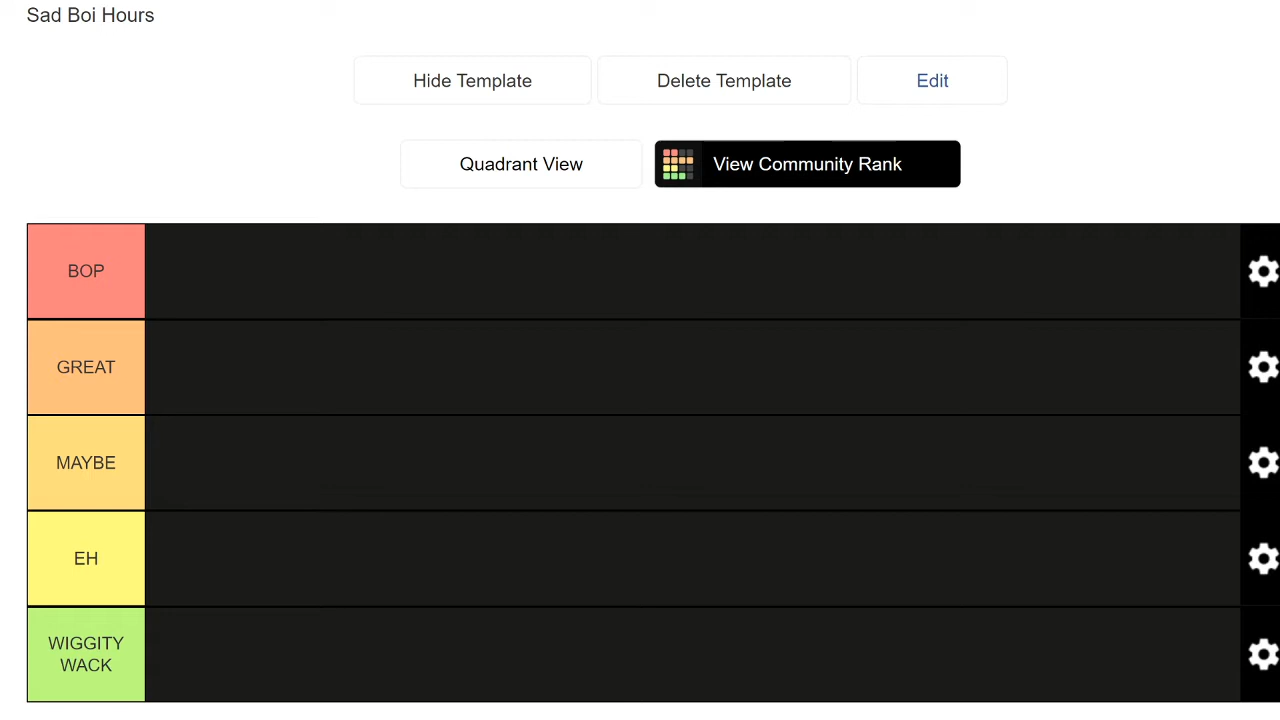 Sad Boi Hours
Hide Template
Delete Template
Edit
Quadrant View
View Community Rank
BOP
GREAT
MAYBE
EH
WIGGITY
WACK